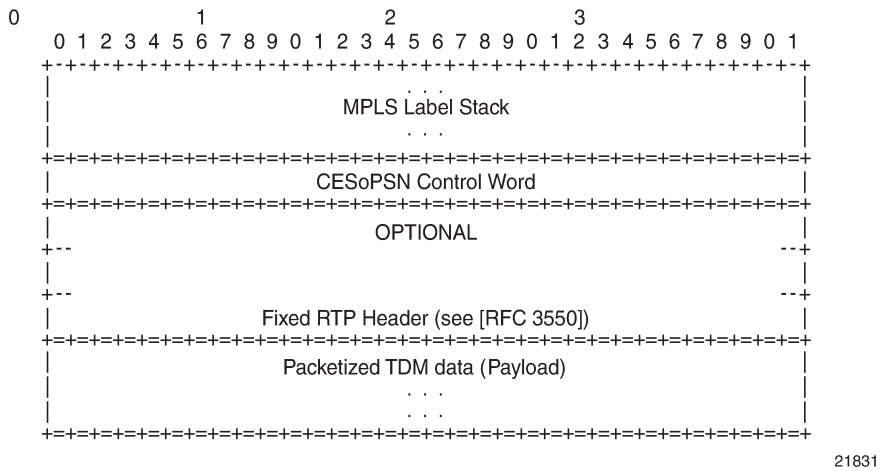 0 1 2 3
0 1 2 3 4 5 6 7 8 9 0 1 2 3 4 5 6 7 8 9 0 1 2 3 4 5 6 7 8 9 0 1
+-+-+-+-+-+-+-+-+-+-+-+-+-+-+-+-+-+-+-+-+-+-+-+-+-+-+-+-+-+-+-+-+
| . . . |
| MPLS Label Stack |
| . . . |
+=+=+=+=+=+=+=+=+=+=+=+=+=+=+=+=+=+=+=+=+=+=+=+=+=+=+=+=+=+=+=+=+
| CESoPSN Control Word |
+=+=+=+=+=+=+=+=+=+=+=+=+=+=+=+=+=+=+=+=+=+=+=+=+=+=+=+=+=+=+=+=+
| OPTIONAL |
+-- --+
| |
+-- --+
| Fixed RTP Header (see [RFC 3550]) |
+=+=+=+=+=+=+=+=+=+=+=+=+=+=+=+=+=+=+=+=+=+=+=+=+=+=+=+=+=+=+=+=+
| Packetized TDM data (Payload) |
| . . . |
| . . . |
+=+=+=+=+=+=+=+=+=+=+=+=+=+=+=+=+=+=+=+=+=+=+=+=+=+=+=+=+=+=+=+=+
21831